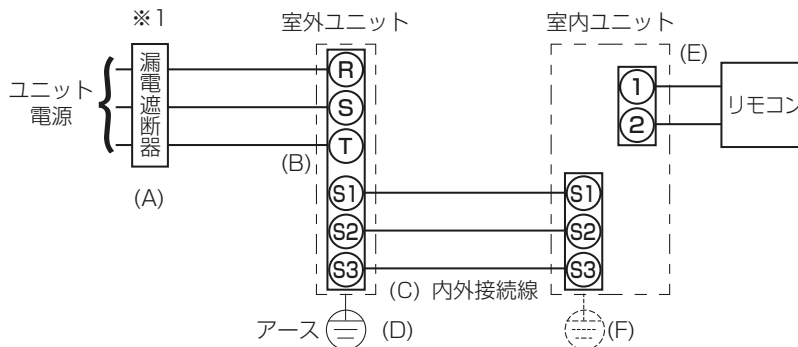 ※1
室外ユニット
室内ユニット
ユニット
電源
漏電遮断器
(A)
(B)
R
S
T
S1
S2
S3
(C) 内外接続線
アース
(D)
1
2
(E)
リモコン
S1
S2
S3
(F)